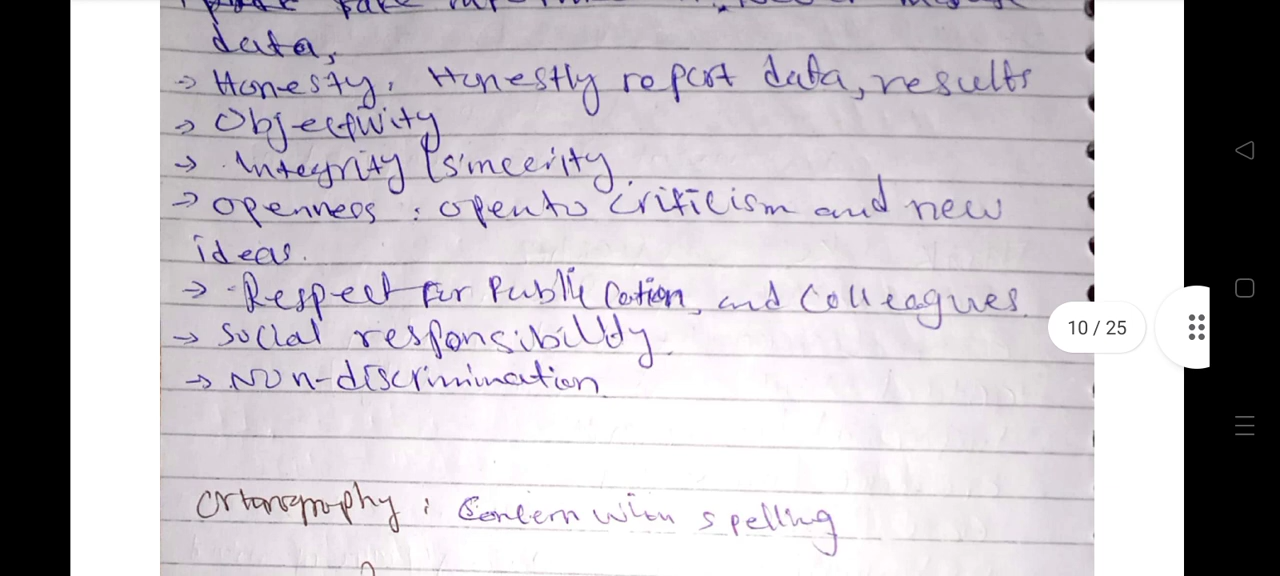 data,
→ Honesty, Honestly report data, results
→ Objectivity
→ Integrity (sincerity
→ openness : open to criticism and new
ideas.
→ Respect for Publication, and Colleagues.
→ Social responsibility.
→ Non-discrimination
10 / 25
: Concern with spelling